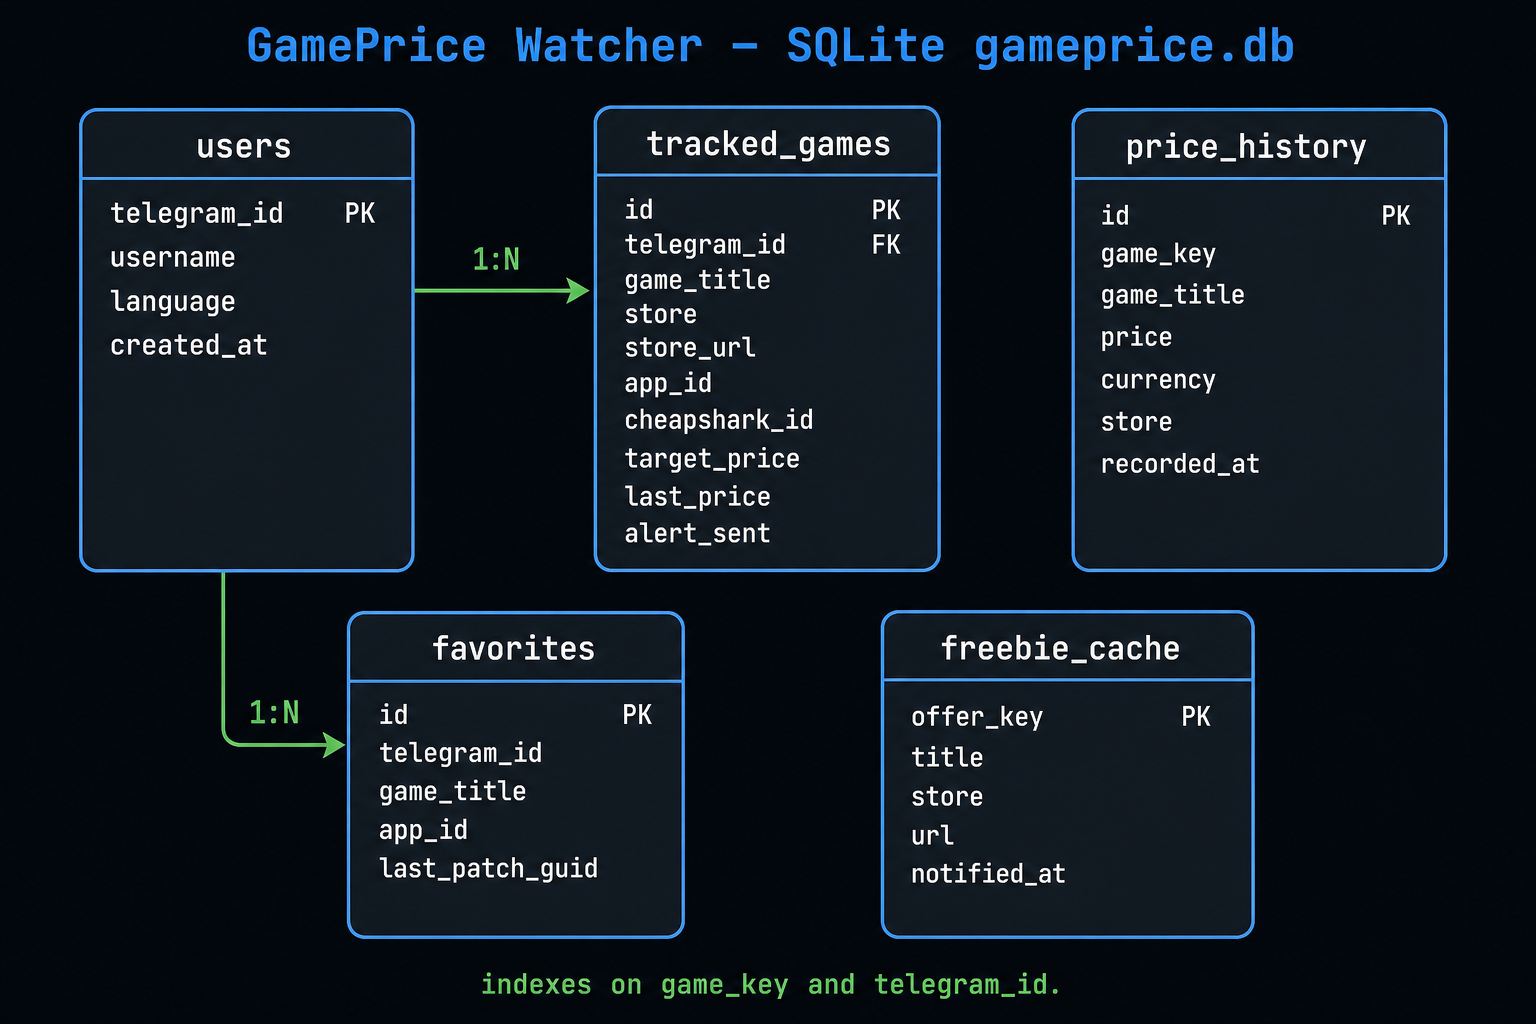 GamePrice Watcher — SQLite gameprice.db
users
telegram_id PK
username
language
created_at
1:N
tracked_games
id PK
telegram_id FK
game_title
store
store_url
app_id
cheapshark_id
target_price
last_price
alert_sent
price_history
id PK
game_key
game_title
price
currency
store
recorded_at
1:N
favorites
id PK
telegram_id
game_title
app_id
last_patch_guid
freebie_cache
offer_key PK
title
store
url
notified_at
indexes on game_key and telegram_id.